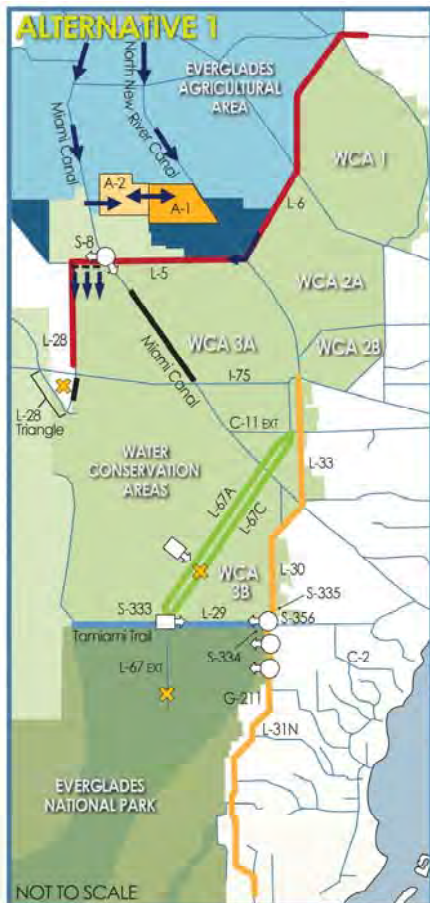 ALTERNATIVE 1
North New River Canal
EVERGLADES
AGRICULTURAL
AREA
Miami Canal
WCA 1
A-2
A-1
L-6
S-8
L-5
WCA 2A
L-28
WCA 3A
WCA 2B
Miami Canal
I-75
L-28
Triangle
C-11 EXT
WATER
CONSERVATION
AREAS
L-33
L-67A
L-67C
WCA
3B
L-30
S-335
S-333
L-29
S-356
Tamiami Trail
S-334
C-2
L-67 EXT
G-211
L-31N
EVERGLADES
NATIONAL PARK
NOT TO SCALE